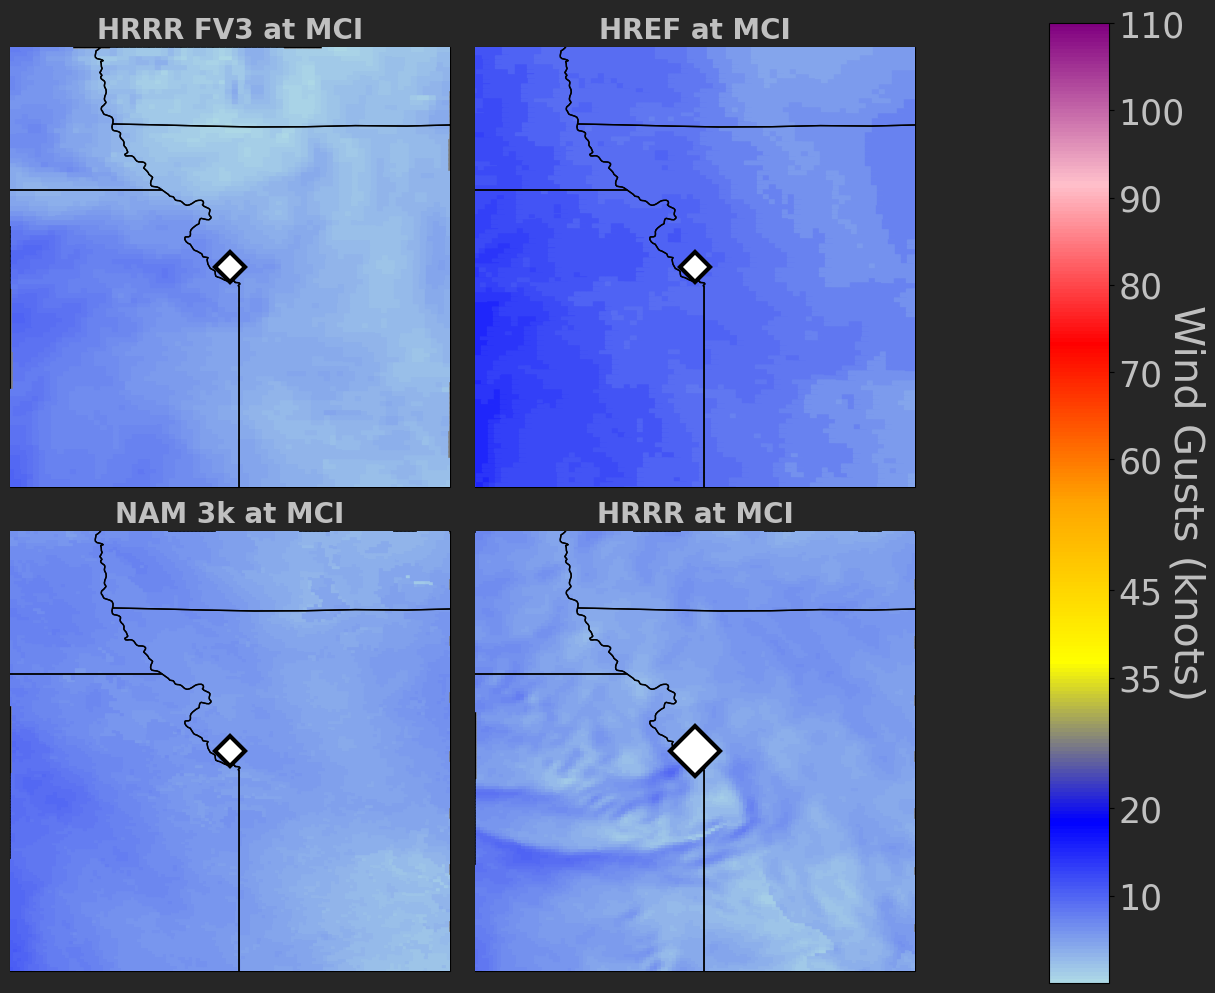 HRRR FV3 at MCI
HREF at MCI
NAM 3k at MCI
HRRR at MCI
110
100
90
80
70
60
45
35
20
10
Wind Gusts (knots)